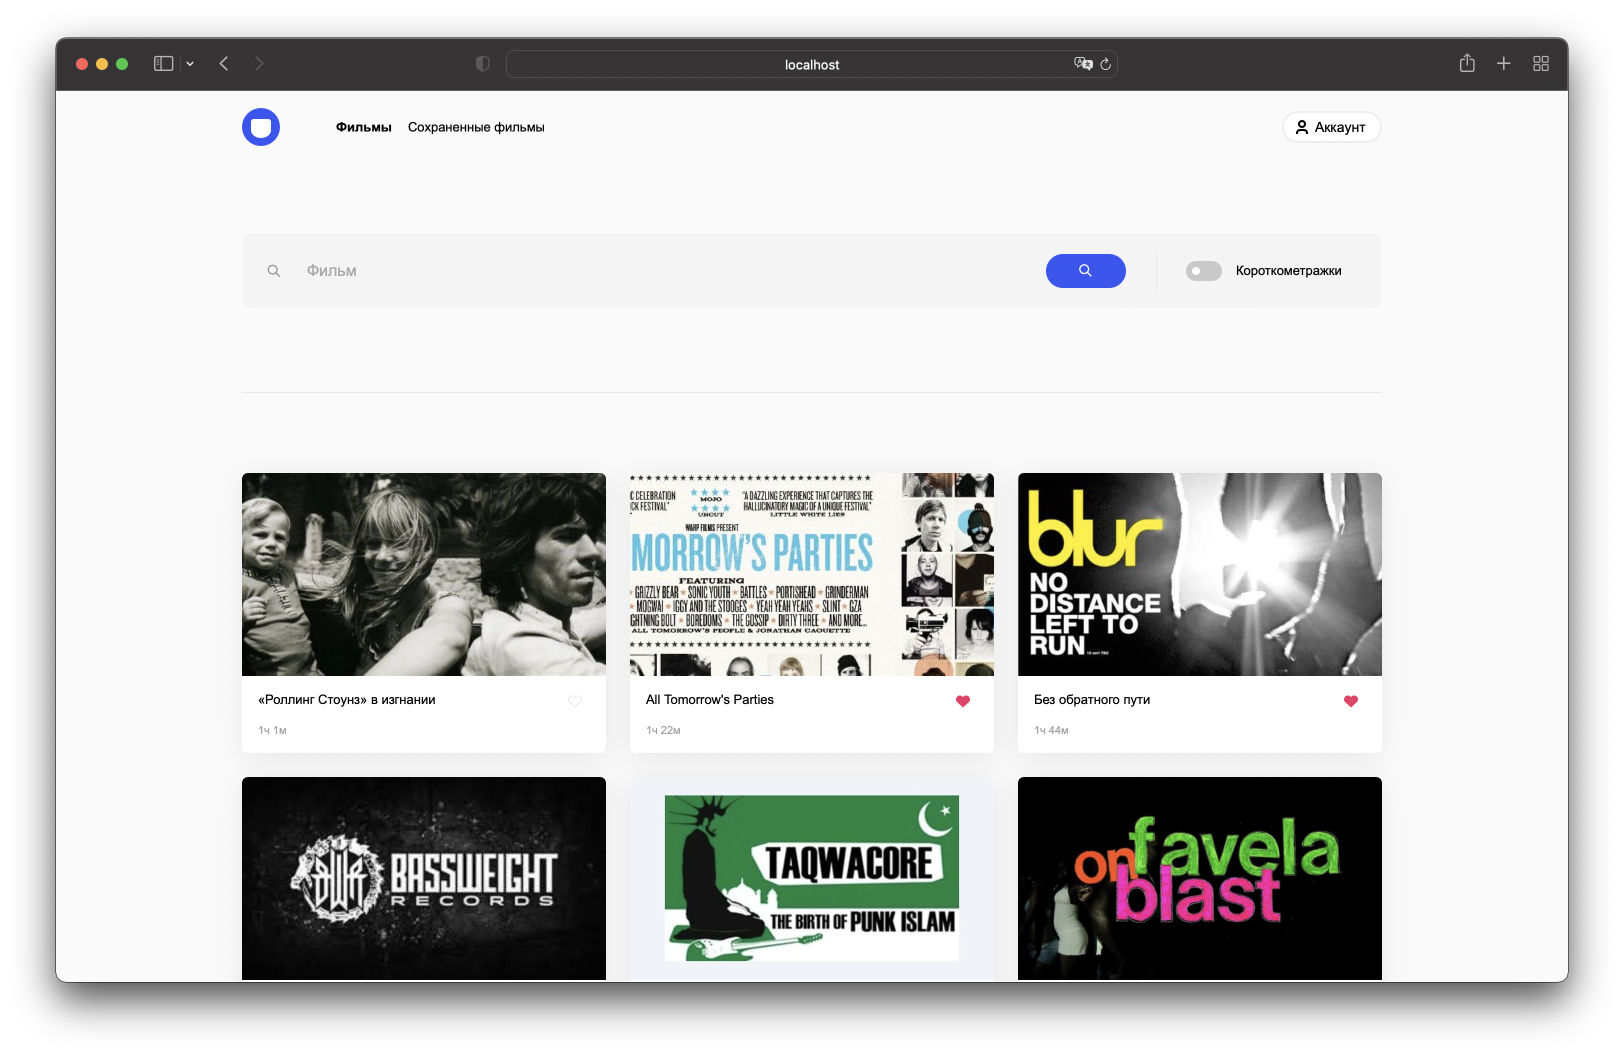 localhost
Фильмы Сохраненные фильмы
Аккаунт
Фильм
Короткометражки
C CELEBRATION
CK FESTIVAL"
MOJO
UNCUT
"A DAZZLING EXPERIENCE THAT CAPTURES THE
HALLUCINATORY MAGIC OF A UNIQUE FESTIVAL"
LITTLE WHITE LIES
WARP FILMS PRESENT
MORROW'S PARTIES
FEATURING
GRIZZLY BEAR ★ SONIC YOUTH ★ BATTLES ★ PORTISHEAD ★ GRINDERMAN
★ MOGWAI ★ IGGY AND THE STOOGES ★ YEAH YEAH YEAHS ★ SLINT ★ GZA
GHTNING BOLT ★ BOREDOMS ★ THE GOSSIP ★ DIRTY THREE ★ AND MORE...
ALL TOMORROW'S PEOPLE & JONATHAN CAOUETTE
blur
NO
DISTANCE
LEFT TO
RUN
«Роллинг Стоунз» в изгнании
1ч 1м
All Tomorrow's Parties
1ч 22м
Без обратного пути
1ч 44м
BWR
BASSWEIGHT
RECORDS
TAQWACORE
THE BIRTH OF PUNK ISLAM
favela
on
blast